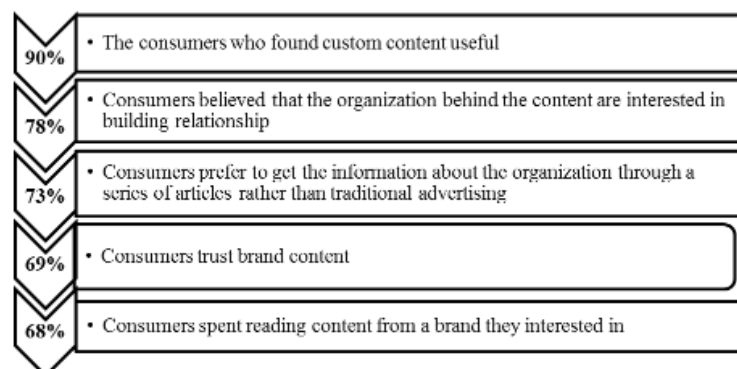 90%
• The consumers who found custom content useful
78%
• Consumers believed that the organization behind the content are interested in
building relationship
73%
• Consumers prefer to get the information about the organization through a
series of articles rather than traditional advertising
69%
• Consumers trust brand content
68%
• Consumers spent reading content from a brand they interested in